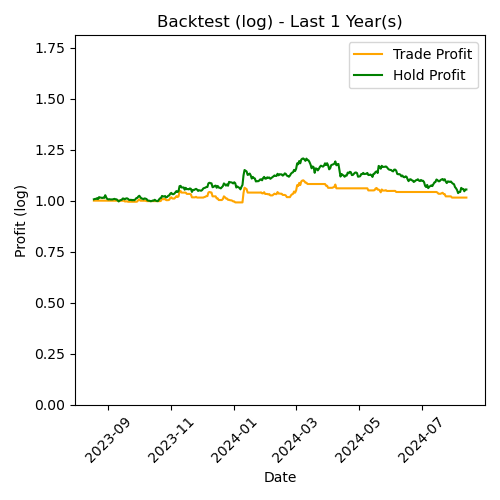 Backtest (log) - Last 1 Year(s)
Trade Profit
Hold Profit
Profit (log)
1.75
1.50
1.25
1.00
0.75
0.50
0.25
0.00
2023-09
2023-11
2024-01
2024-03
2024-05
2024-07
Date